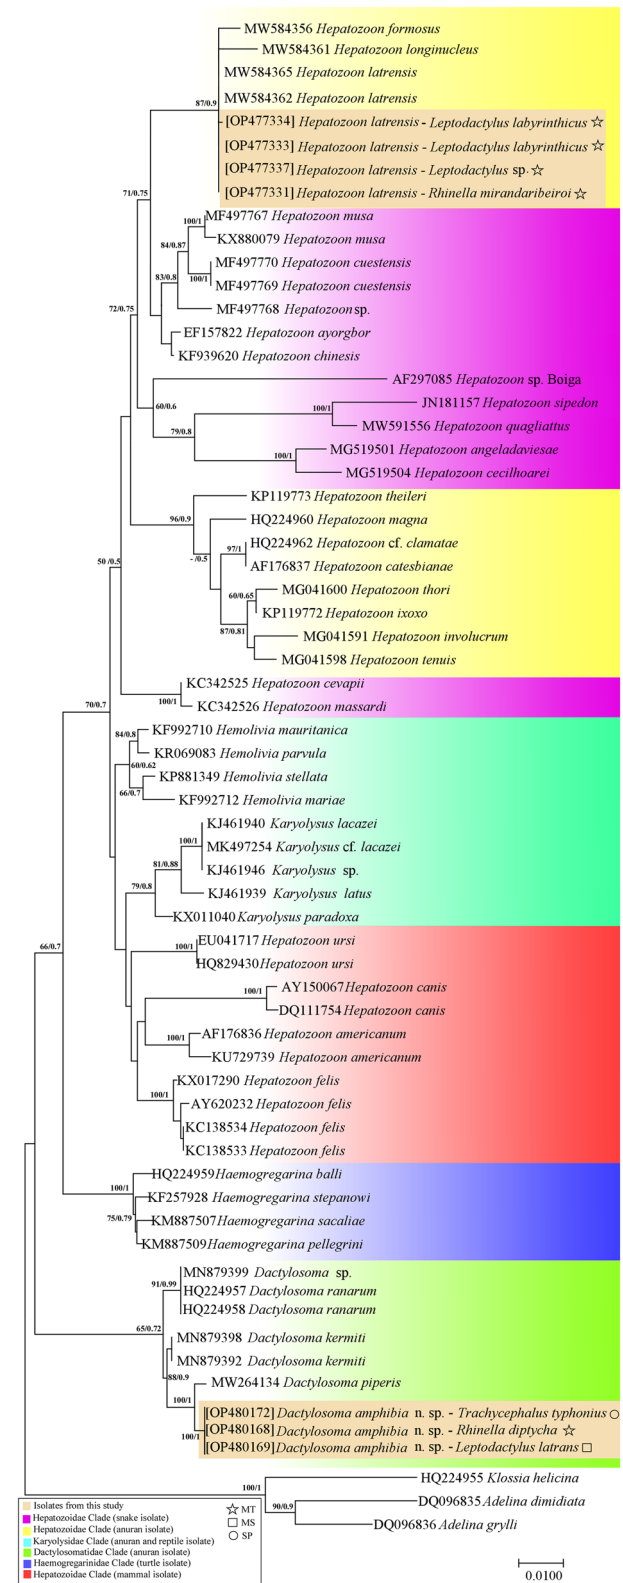 MW584356 Hepatozoon formosus
MW584361 Hepatozoon longinucleus
MW584365 Hepatozoon latrensis
MW584362 Hepatozoon latrensis
87/0.9
[OP477334] Hepatozoon latrensis - Leptodactylus labyrinthicus ☆
[OP477333] Hepatozoon latrensis - Leptodactylus labyrinthicus ☆
[OP477337] Hepatozoon latrensis - Leptodactylus sp. ☆
[OP477331] Hepatozoon latrensis - Rhinella mirandaribeiroi ☆
71/0.75
MF497767 Hepatozoon musa
100/1
KX880079 Hepatozoon musa
84/0.87
MF497770 Hepatozoon cuestensis
83/0.8
100/1
MF497769 Hepatozoon cuestensis
72/0.75
MF497768 Hepatozoon sp.
EF157822 Hepatozoon ayorgbor
KF939620 Hepatozoon chinesis
AF297085 Hepatozoon sp. Boiga
60/0.6
100/1
JN181157 Hepatozoon sipedon
79/0.8
MW591556 Hepatozoon quagliattus
MG519501 Hepatozoon angeladaviesae
100/1
MG519504 Hepatozoon cecilhoarei
KP119773 Hepatozoon theileri
96/0.9
HQ224960 Hepatozoon magna
97/1
HQ224962 Hepatozoon cf. clamatae
- /0.5
50 /0.5
AF176837 Hepatozoon catesbianae
MG041600 Hepatozoon thori
60/0.65
KP119772 Hepatozoon ixoxo
87/0.81
MG041591 Hepatozoon involucrum
MG041598 Hepatozoon tenuis
KC342525 Hepatozoon cevapii
100/1
KC342526 Hepatozoon massardi
70/0.7
KF992710 Hemolivia mauritanica
84/0.8
KR069083 Hemolivia parvula
60/0.62
KP881349 Hemolivia stellata
66/0.7
KF992712 Hemolivia mariae
KJ461940 Karyolysus lacazei
100/1
MK497254 Karyolysus cf. lacazei
81/0.88
KJ461946 Karyolysus sp.
79/0.8
KJ461939 Karyolysus latus
KX011040 Karyolysus paradoxa
EU041717 Hepatozoon ursi
66/0.7
100/1
HQ829430 Hepatozoon ursi
AY150067 Hepatozoon canis
100/1
DQ111754 Hepatozoon canis
AF176836 Hepatozoon americanum
100/1
KU729739 Hepatozoon americanum
KX017290 Hepatozoon felis
100/1
AY620232 Hepatozoon felis
KC138534 Hepatozoon felis
KC138533 Hepatozoon felis
HQ224959 Haemogregarina balli
100/1
KF257928 Haemogregarina stepanowi
75/0.79
KM887507 Haemogregarina sacaliae
KM887509 Haemogregarina pellegrini
MN879399 Dactylosoma sp.
91/0.99
HQ224957 Dactylosoma ranarum
HQ224958 Dactylosoma ranarum
65/0.72
MN879398 Dactylosoma kermiti
MN879392 Dactylosoma kermiti
88/0.9
MW264134 Dactylosoma piperis
100/1
[OP480172] Dactylosoma amphibia n. sp. - Trachycephalus typhonius ○
[OP480168] Dactylosoma amphibia n. sp. - Rhinella diptycha ☆
100/1
[OP480169] Dactylosoma amphibia n. sp. - Leptodactylus latrans □
HQ224955 Klossia helicina
100/1
DQ096835 Adelina dimidiata
90/0.9
DQ096836 Adelina grylli
Isolates from this study
Hepatozoidae Clade (snake isolate)
Hepatozoidae Clade (anuran isolate)
Karyolysidae Clade (anuran and reptile isolate)
Dactylosomatidae Clade (anuran isolate)
Haemogregarinidae Clade (turtle isolate)
Hepatozoidae Clade (mammal isolate)
☆ MT
□ MS
○ SP
0.0100